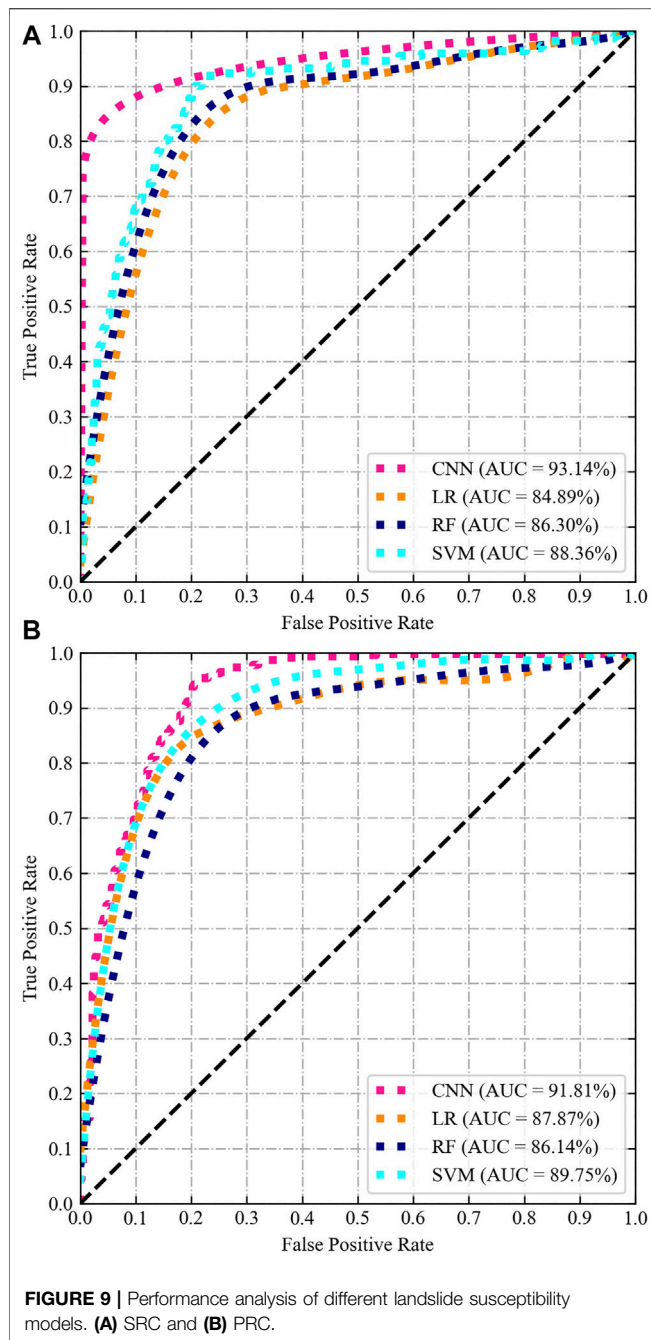 A
1.0
0.9
0.8
0.7
0.6
0.5
0.4
0.3
0.2
0.1
0.0
True Positive Rate
CNN (AUC = 93.14%)
LR (AUC = 84.89%)
RF (AUC = 86.30%)
SVM (AUC = 88.36%)
0.0 0.1 0.2 0.3 0.4 0.5 0.6 0.7 0.8 0.9 1.0
False Positive Rate
B
1.0
0.9
0.8
0.7
0.6
0.5
0.4
0.3
0.2
0.1
0.0
True Positive Rate
CNN (AUC = 91.81%)
LR (AUC = 87.87%)
RF (AUC = 86.14%)
SVM (AUC = 89.75%)
0.0 0.1 0.2 0.3 0.4 0.5 0.6 0.7 0.8 0.9 1.0
False Positive Rate
FIGURE 9 | Performance analysis of different landslide susceptibility
models. (A) SRC and (B) PRC.